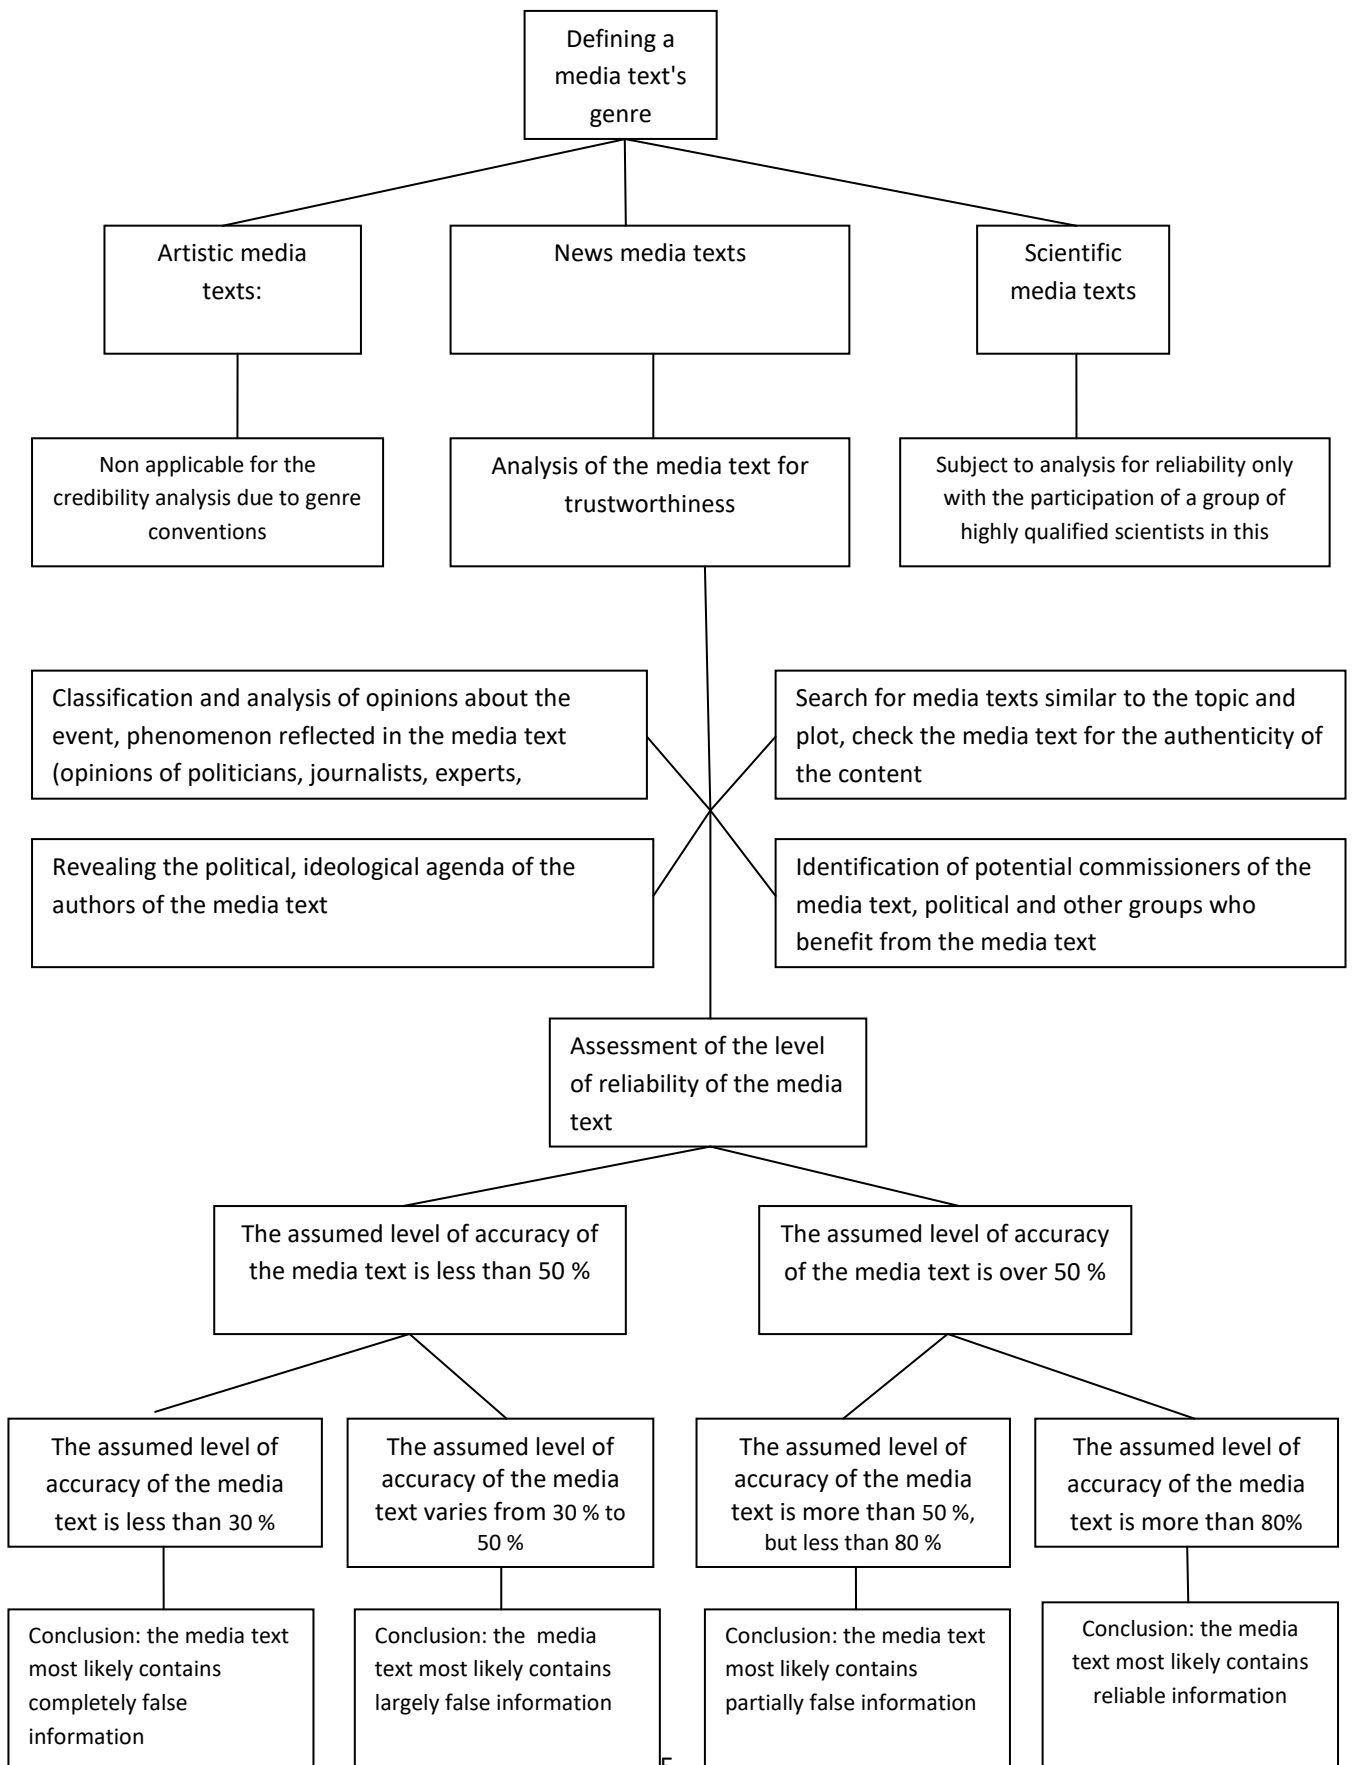 Defining a
media text's
genre
Artistic media
texts:
News media texts
Scientific
media texts
Non applicable for the
credibility analysis due to genre
conventions
Analysis of the media text for
trustworthiness
Subject to analysis for reliability only
with the participation of a group of
highly qualified scientists in this
Classification and analysis of opinions about the
event, phenomenon reflected in the media text
(opinions of politicians, journalists, experts,
Search for media texts similar to the topic and
plot, check the media text for the authenticity of
the content
Revealing the political, ideological agenda of the
authors of the media text
Identification of potential commissioners of the
media text, political and other groups who
benefit from the media text
Assessment of the level
of reliability of the media
text
The assumed level of accuracy of
the media text is less than 50 %
The assumed level of accuracy
of the media text is over 50 %
The assumed level of
accuracy of the media
text is less than 30 %
The assumed level of
accuracy of the media
text varies from 30 % to
50 %
The assumed level of
accuracy of the media
text is more than 50 %,
but less than 80 %
The assumed level of
accuracy of the media
text is more than 80%
Conclusion: the media text
most likely contains
completely false
information
Conclusion: the  media
text most likely contains
largely false information
Conclusion: the media text
most likely contains
partially false information
Conclusion: the media
text most likely contains
reliable information